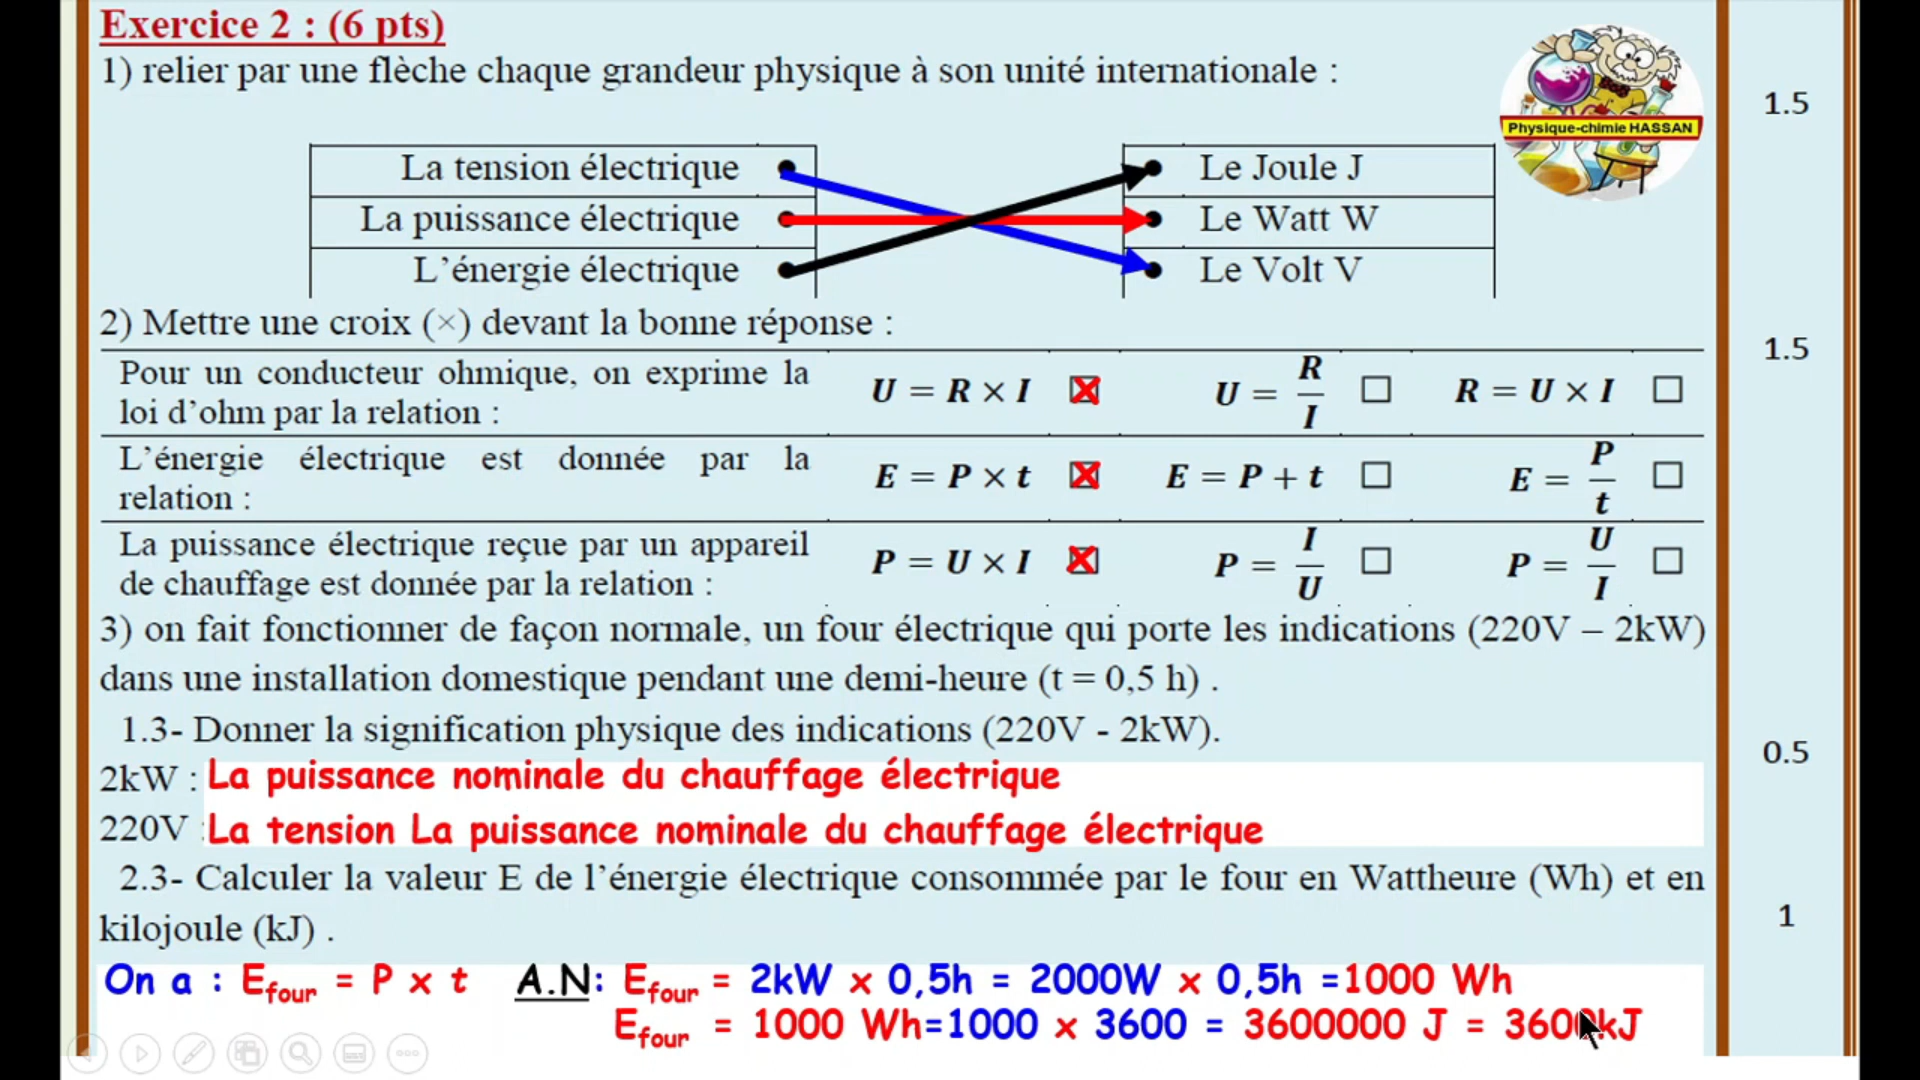 Exercice 2 : (6 pts)
1) relier par une flèche chaque grandeur physique à son unité internationale :
1.5
Physique-chimie HASSAN
La tension électrique
Le Joule J
La puissance électrique
Le Watt W
L'énergie électrique
Le Volt V
2) Mettre une croix (×) devant la bonne réponse :
1.5
Pour un conducteur ohmique, on exprime la
loi d'ohm par la relation :
U = R × I ☒ U = R/I ☐ R = U × I ☐
L'énergie électrique est donnée par la
relation :
E = P × t ☒ E = P + t ☐ E = P/t ☐
La puissance électrique reçue par un appareil
de chauffage est donnée par la relation :
P = U × I ☒ P = I/U ☐ P = U/I ☐
3) on fait fonctionner de façon normale, un four électrique qui porte les indications (220V – 2kW)
dans une installation domestique pendant une demi-heure (t = 0,5 h) .
1.3- Donner la signification physique des indications (220V - 2kW).
0.5
2kW : La puissance nominale du chauffage électrique
220V : La tension La puissance nominale du chauffage électrique
2.3- Calculer la valeur E de l'énergie électrique consommée par le four en Wattheure (Wh) et en
kilojoule (kJ) .
1
On a : Efour = P x t A.N: Efour = 2kW x 0,5h = 2000W x 0,5h =1000 Wh
Efour = 1000 Wh=1000 x 3600 = 3600000 J = 3600kJ